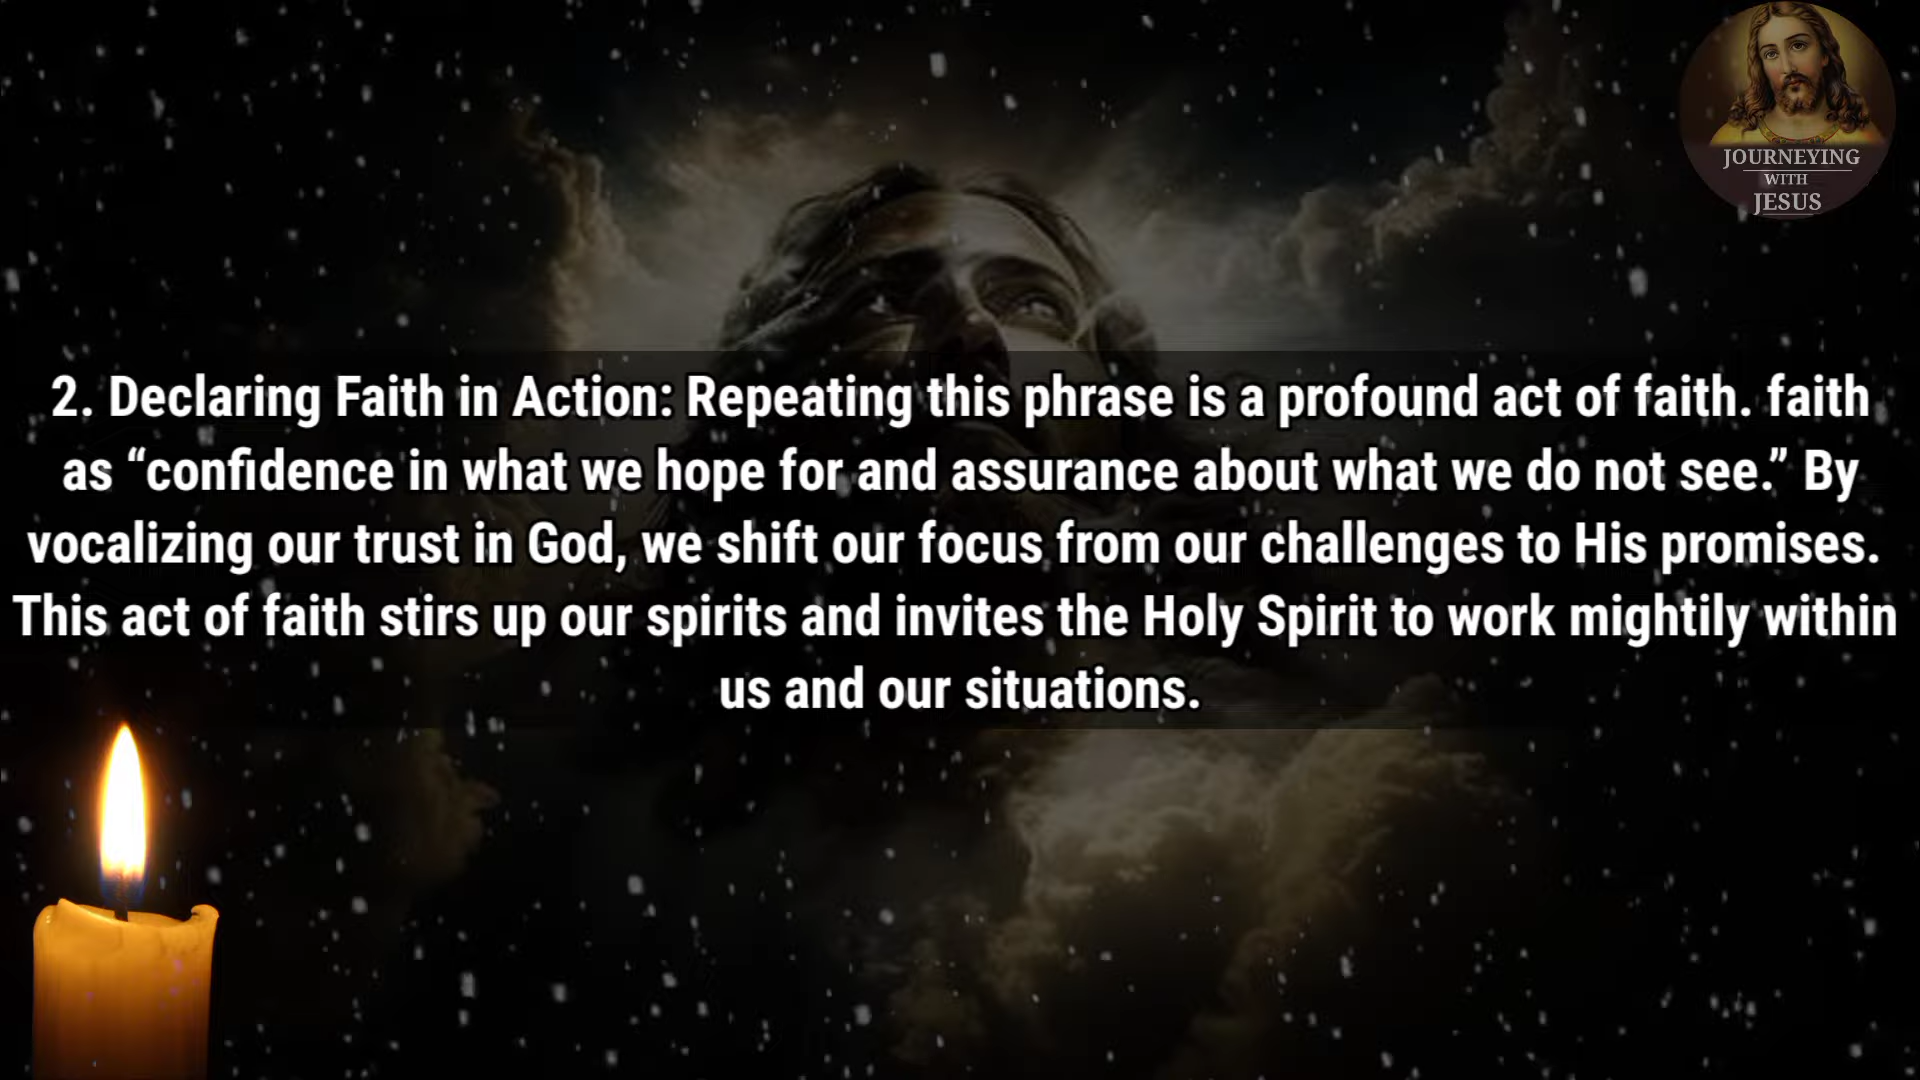 JOURNEYING
WITH
JESUS
2. Declaring Faith in Action: Repeating this phrase is a profound act of faith. faith
as “confidence in what we hope for and assurance about what we do not see.” By
vocalizing our trust in God, we shift our focus from our challenges to His promises.
This act of faith stirs up our spirits and invites the Holy Spirit to work mightily within
us and our situations.